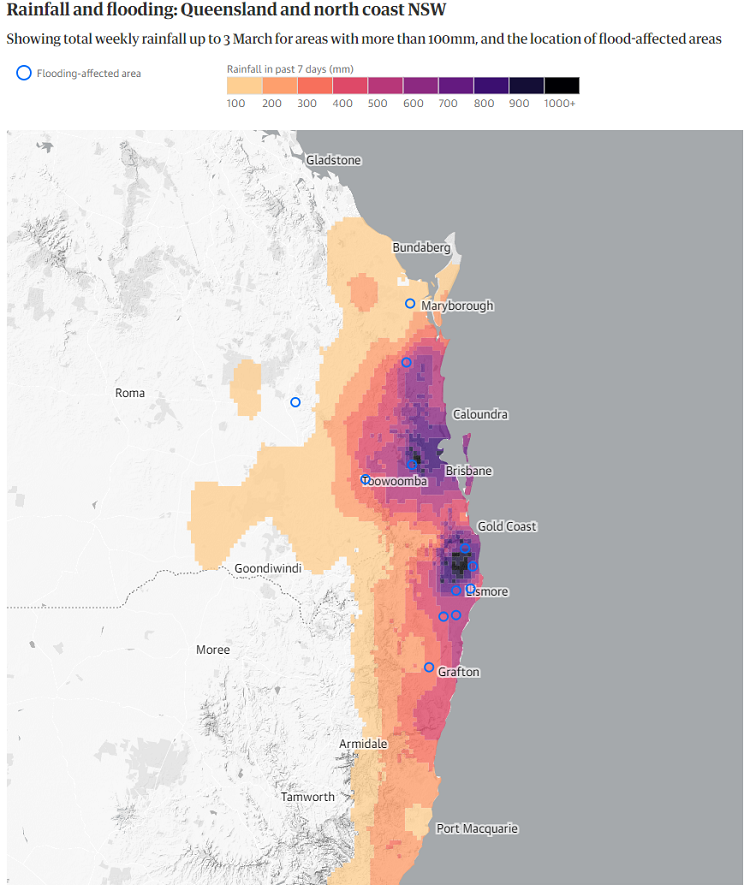 Rainfall and flooding: Queensland and north coast NSW
Showing total weekly rainfall up to 3 March for areas with more than 100mm, and the location of flood-affected areas
Flooding-affected area
Rainfall in past 7 days (mm)
100 200 300 400 500 600 700 800 900 1000+
Gladstone
Bundaberg
Maryborough
Roma
Caloundra
Brisbane
Toowoomba
Gold Coast
Goondiwindi
Lismore
Moree
Grafton
Armidale
Tamworth
Port Macquarie